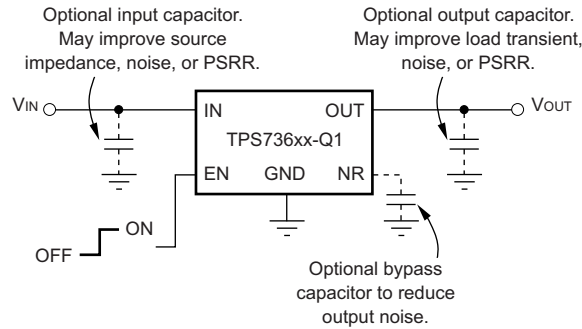 Optional input capacitor.
May improve source
impedance, noise, or PSRR.
Optional output capacitor.
May improve load transient,
noise, or PSRR.
VIN
IN
OUT
VOUT
TPS736xx-Q1
EN
GND
NR
ON
OFF
Optional bypass
capacitor to reduce
output noise.